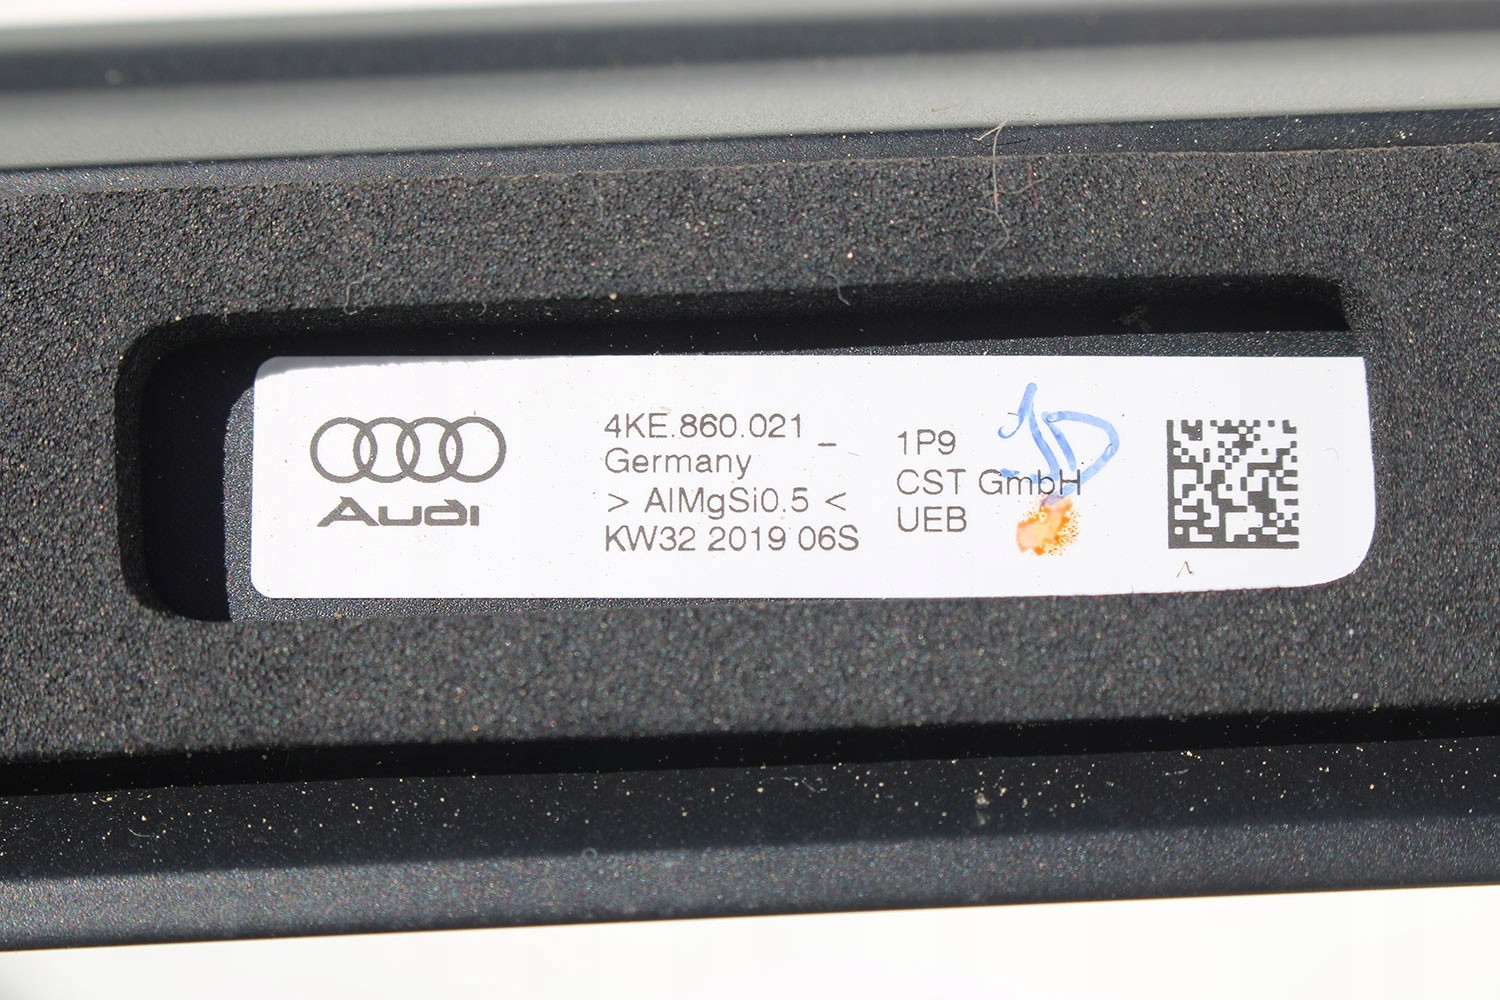 Audi
4KE.860.021 _
Germany
> AlMgSi0.5 <
KW32 2019 06S
1P9
CST GmbH
UEB